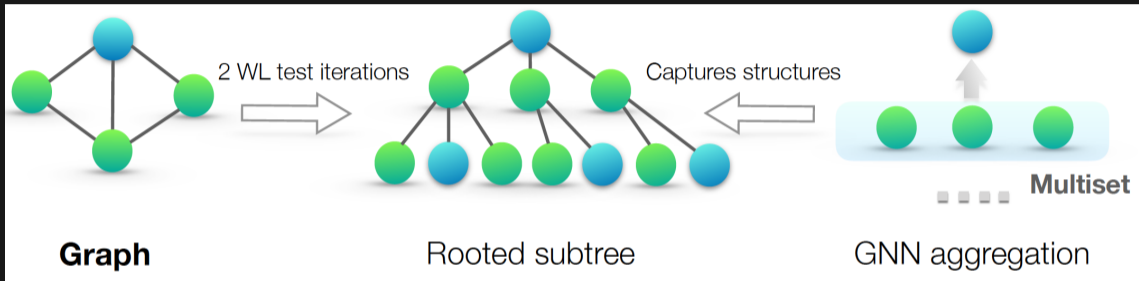 2 WL test iterations
Captures structures
Multiset
Graph
Rooted subtree
GNN aggregation